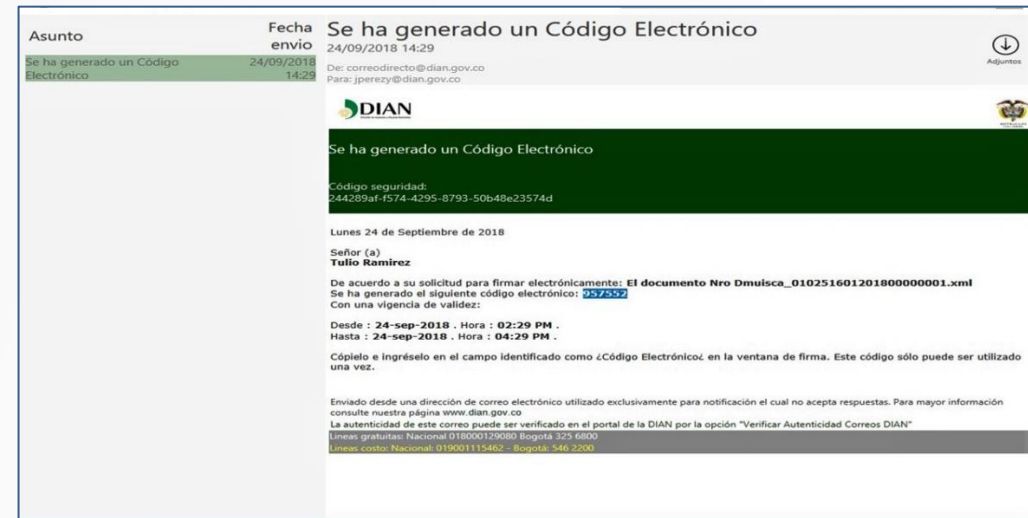 Asunto
Fecha
envio
Se ha generado un Código
Electrónico
24/09/2018
14:29
Se ha generado un Código Electrónico
24/09/2018 14:29
De: correodirecto@dian.gov.co
Para: jperezy@dian.gov.co
Adjuntos
DIAN
Se ha generado un Código Electrónico
Código seguridad:
244289af-f574-4295-8793-50b48e23574d
Lunes 24 de Septiembre de 2018
Señor (a)
Tulio Ramirez
De acuerdo a su solicitud para firmar electrónicamente: El documento Nro Dmuisca_010251601201800000001.xml
Se ha generado el siguiente código electrónico: 957552
Con una vigencia de validez:
Desde : 24-sep-2018 . Hora : 02:29 PM .
Hasta : 24-sep-2018 . Hora : 04:29 PM .
Cópielo e ingréselo en el campo identificado como ¿Código Electrónico¿ en la ventana de firma. Este código sólo puede ser utilizado
una vez.
Enviado desde una dirección de correo electrónico utilizado exclusivamente para notificación el cual no acepta respuestas. Para mayor información
consulte nuestra página www.dian.gov.co
La autenticidad de este correo puede ser verificado en el portal de la DIAN por la opción "Verificar Autenticidad Correos DIAN"
Lineas gratuitas: Nacional 018000129080 Bogotá 325 6800
Lineas costo: Nacional: 019001115462 - Bogotá: 546 2200